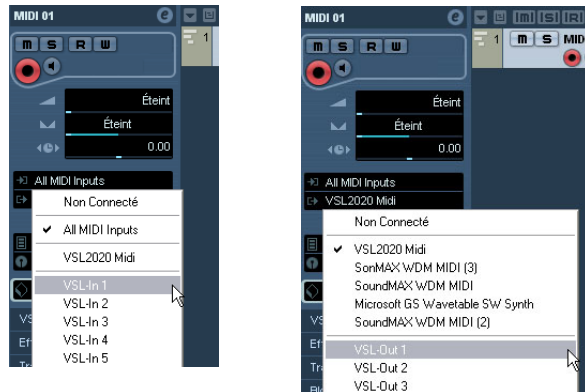 MIDI 01
e
m S R W
1
Éteint
Éteint
0.00
All MIDI Inputs
Non Connecté
✔ All MIDI Inputs
VSL2020 Midi
VSL-In 1
VSL-In 2
VSL-In 3
VSL-In 4
VSL-In 5
MIDI 01
e
m S R
m S R W
1 m S MID
Éteint
Éteint
0.00
All MIDI Inputs
VSL2020 Midi
Non Connecté
✔ VSL2020 Midi
SonMAX WDM MIDI (3)
SoundMAX WDM MIDI
Microsoft GS Wavetable SW Synth
SoundMAX WDM MIDI (2)
VSL-Out 1
VSL-Out 2
VSL-Out 3